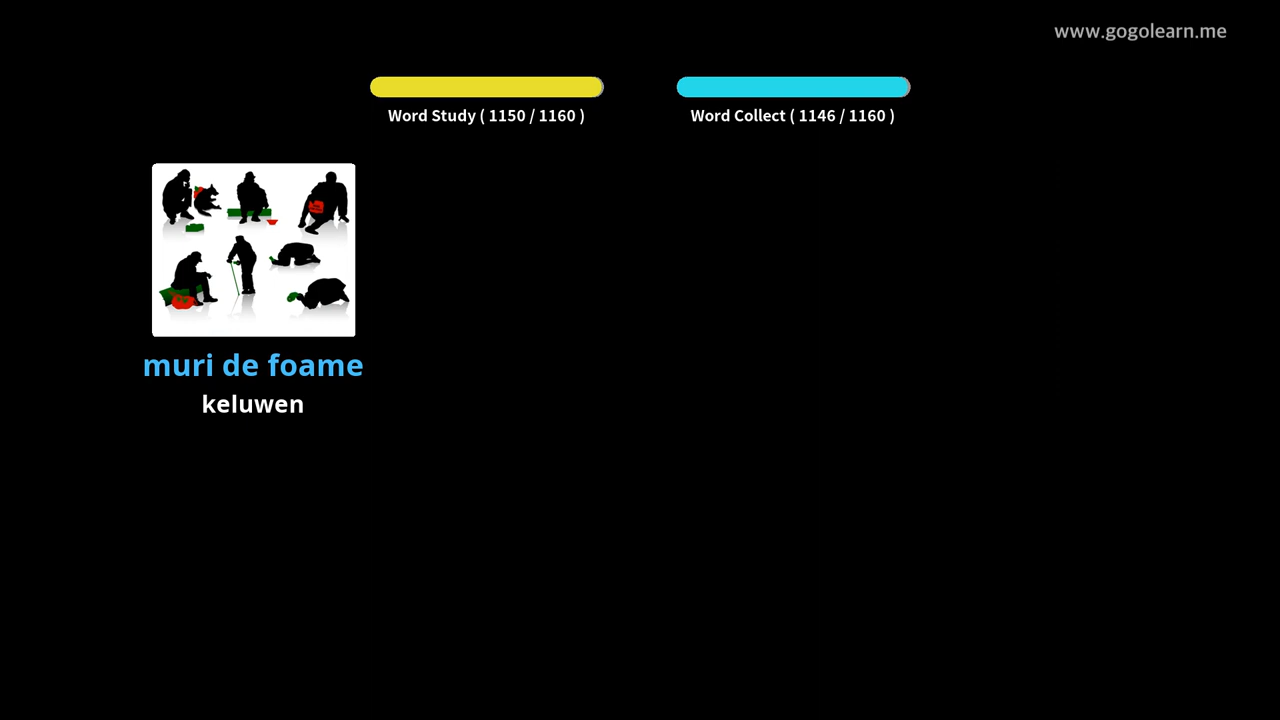 www.gogolearn.me
Word Study ( 1150 / 1160 )
Word Collect ( 1146 / 1160 )
muri de foame
keluwen